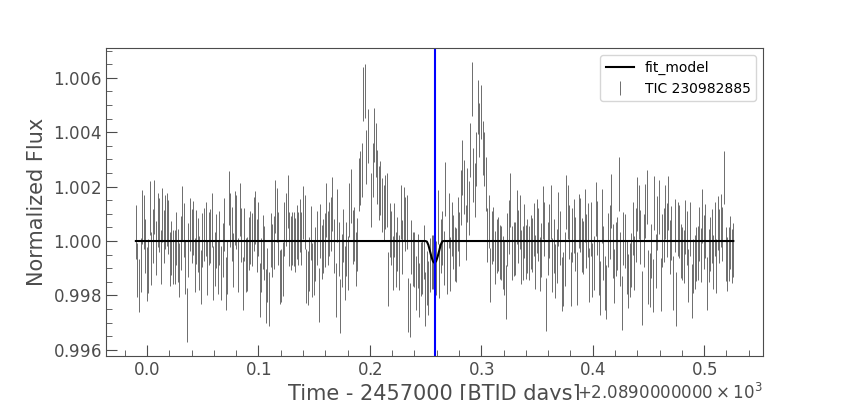 fit_model
TIC 230982885
Normalized Flux
1.006
1.004
1.002
1.000
0.998
0.996
0.0 0.1 0.2 0.3 0.4 0.5
Time - 2457000 [BTJD days]
+2.0890000000 × 10³